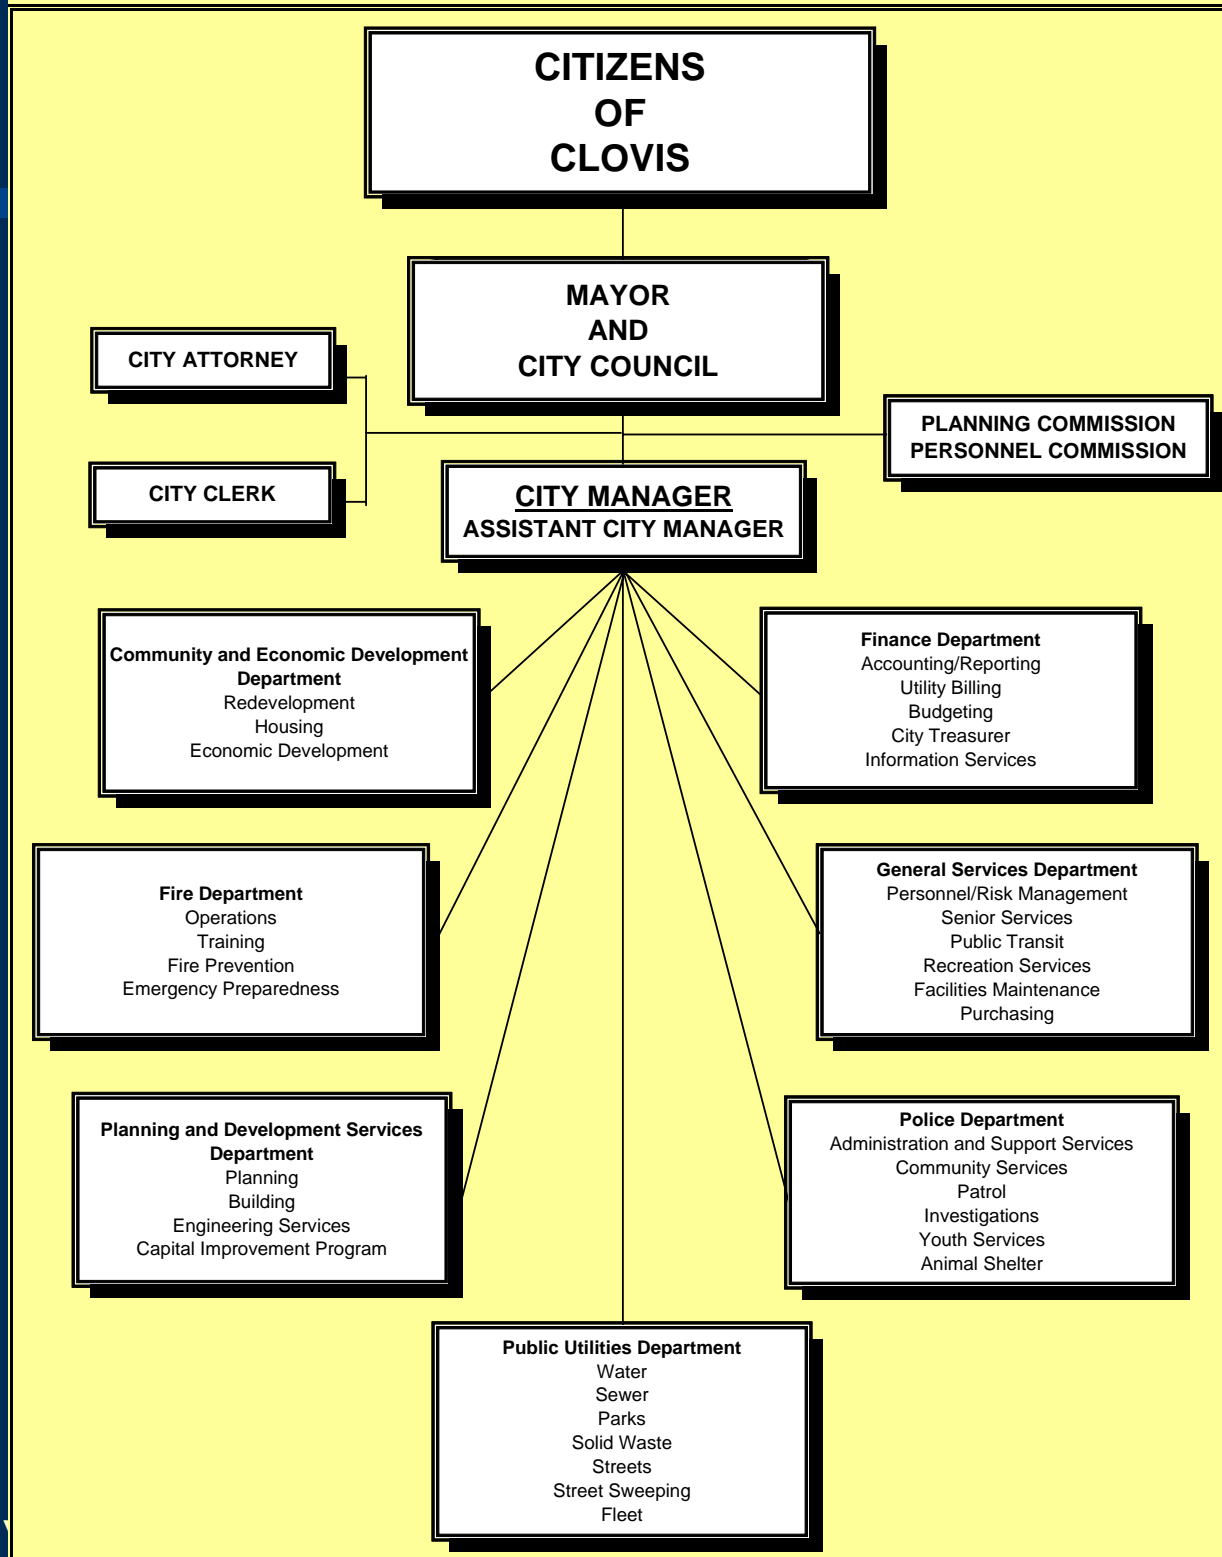 CITIZENS
OF
CLOVIS
MAYOR
AND
CITY COUNCIL
CITY ATTORNEY
PLANNING COMMISSION
PERSONNEL COMMISSION
CITY CLERK
CITY MANAGER
ASSISTANT CITY MANAGER
Community and Economic Development
Department
Redevelopment
Housing
Economic Development
Finance Department
Accounting/Reporting
Utility Billing
Budgeting
City Treasurer
Information Services
Fire Department
Operations
Training
Fire Prevention
Emergency Preparedness
General Services Department
Personnel/Risk Management
Senior Services
Public Transit
Recreation Services
Facilities Maintenance
Purchasing
Planning and Development Services
Department
Planning
Building
Engineering Services
Capital Improvement Program
Police Department
Administration and Support Services
Community Services
Patrol
Investigations
Youth Services
Animal Shelter
Public Utilities Department
Water
Sewer
Parks
Solid Waste
Streets
Street Sweeping
Fleet